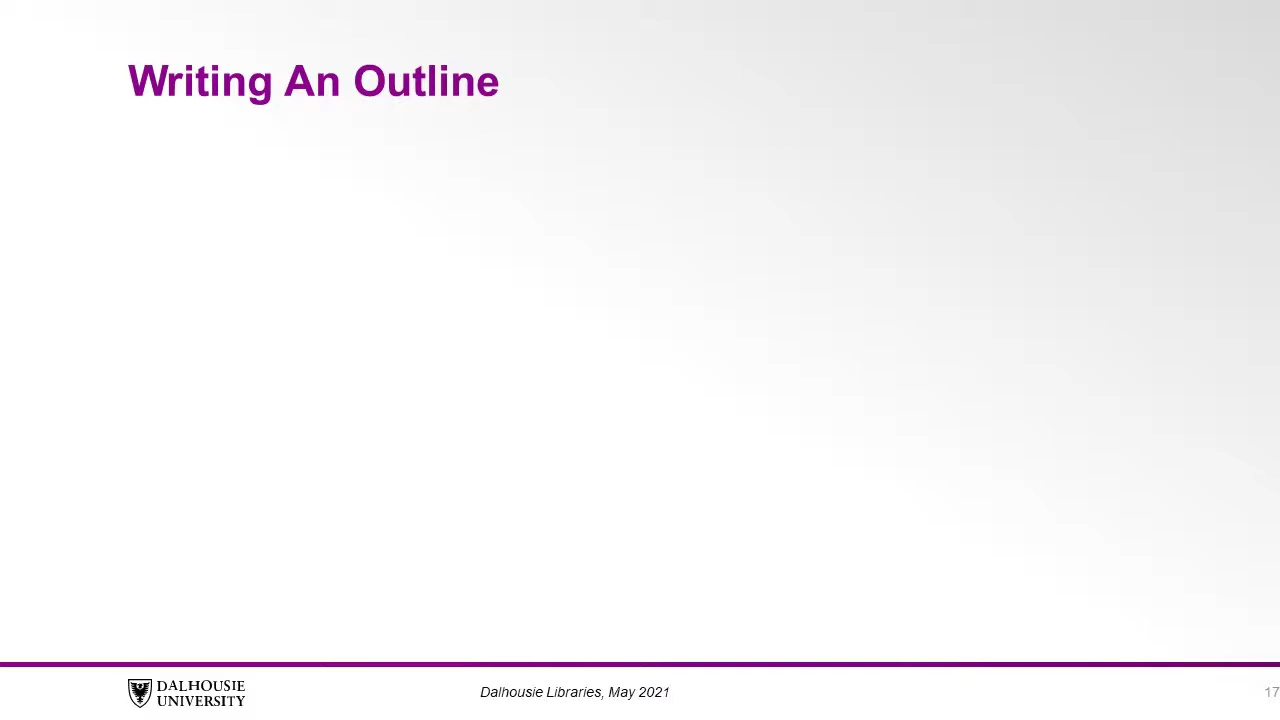 Writing An Outline
DALHOUSIE
UNIVERSITY
Dalhousie Libraries, May 2021
17